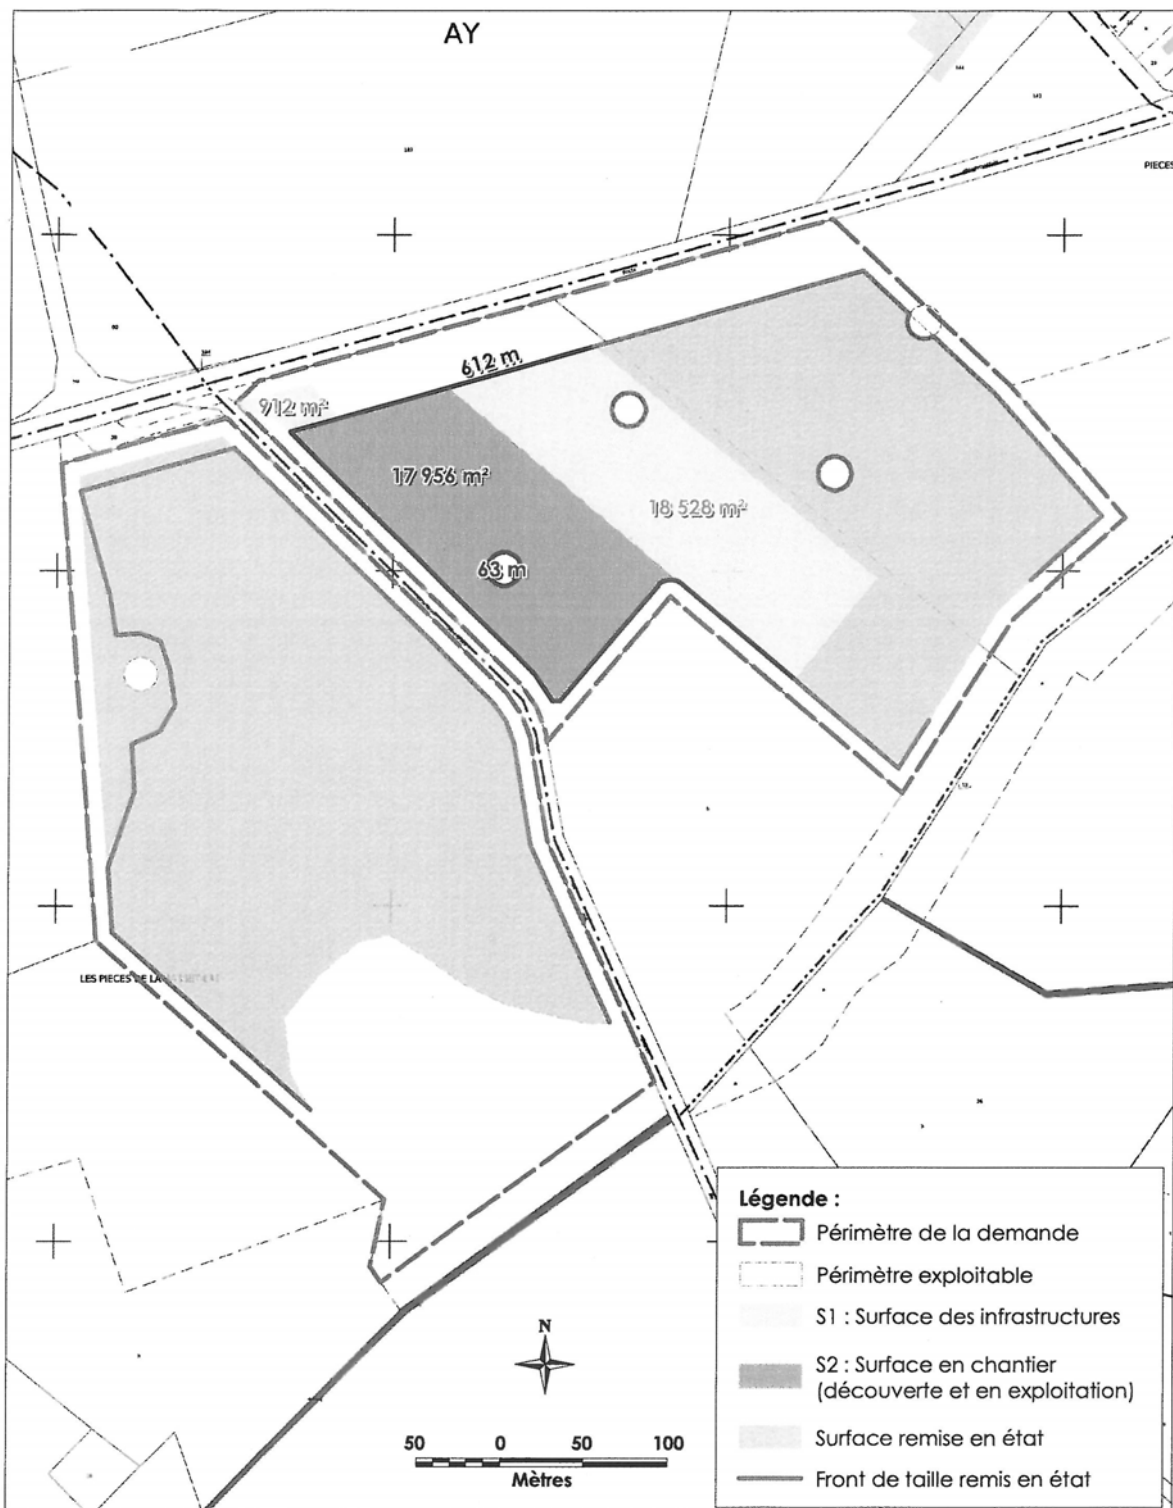 AY
PIECES
612 m
912 m²
17 956 m²
18 528 m²
63 m
LES PIECES DE LA
Légende :
Périmètre de la demande
Périmètre exploitable
S1 : Surface des infrastructures
S2 : Surface en chantier
(découverte et en exploitation)
Surface remise en état
Front de taille remis en état
N
50 0 50 100
Mètres